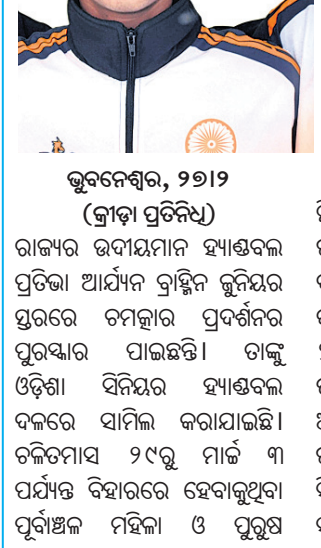 ଭୁବନେଶ୍ୱର, ୨୭।୨
(କ୍ରୀଡ଼ା ପ୍ରତିନିଧି)
ରାଜ୍ୟର ଉଦୀୟମାନ ହ୍ୟାଣ୍ଡବଲ
ପ୍ରତିଭା ଆର୍ଯ୍ୟନ ବ୍ରାହ୍ମିନ ଜୁନିୟର
ସ୍ତରରେ ଚମତ୍କାର ପ୍ରଦର୍ଶନର
ପୁରସ୍କାର ପାଇଛନ୍ତି। ତାଙ୍କୁ
ଓଡ଼ିଶା ସିନିୟର ହ୍ୟାଣ୍ଡବଲ
ଦଳରେ ସାମିଲ କରାଯାଇଛି।
ଚଳିତମାସ ୨୯ରୁ ମାର୍ଚ୍ଚ ୩
ପର୍ଯ୍ୟନ୍ତ ବିହାରରେ ହେବାକୁଥିବା
ପୂର୍ବାଞ୍ଚଳ ମହିଳା ଓ ପୁରୁଷ